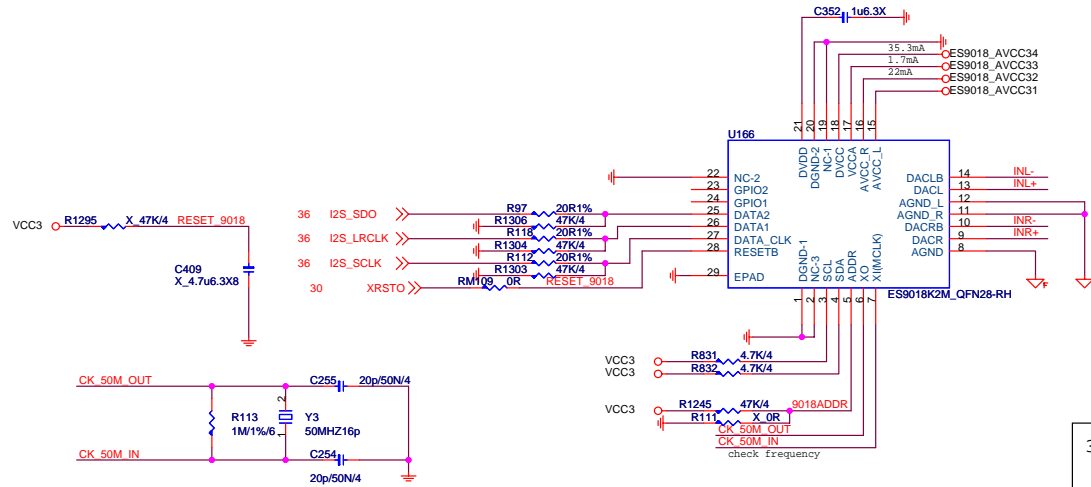 C352 1u6.3X
35.3mA ES9018_AVCC34
1.7mA ES9018_AVCC33
22mA ES9018_AVCC32
ES9018_AVCC31
21 20 19 18 17 16 15
U166
DVDD DGND-2 NC-1 DVCC VCCA AVCC_R AVCC_L
22 NC-2 DACLB 14 INL-
23 GPIO2 DACL 13 INL+
24 GPIO1 AGND_L 12
36 I2S_SDO R97 20R1% 25 DATA2 AGND_R 11
R1306 47K/4 26 DATA1 DACRB 10 INR-
36 I2S_LRCLK R118 20R1% 27 DATA_CLK DACR 9 INR+
R1304 47K/4 28 RESETB AGND 8
36 I2S_SCLK R112 20R1%
R1303 47K/4 29 EPAD
30 XRSTO RM109 0R RESET_9018
VCC3 R1295 X_47K/4 RESET_9018
C409
X_4.7u6.3X8
DGND-1 NC-3 SCL SDA ADDR XO XI(MCLK)
F
ES9018K2M_QFN28-RH
1 2 3 4 5 6 7
VCC3 R831 4.7K/4
VCC3 R832 4.7K/4
VCC3 R1245 47K/4 9018ADDR
R111 X_0R
CK_50M_OUT
CK_50M_IN
check frequency
CK_50M_OUT C255 20p/50N/4
2
R113 Y3
1M/1%/6 50MHZ16p
1
CK_50M_IN C254
20p/50N/4
3